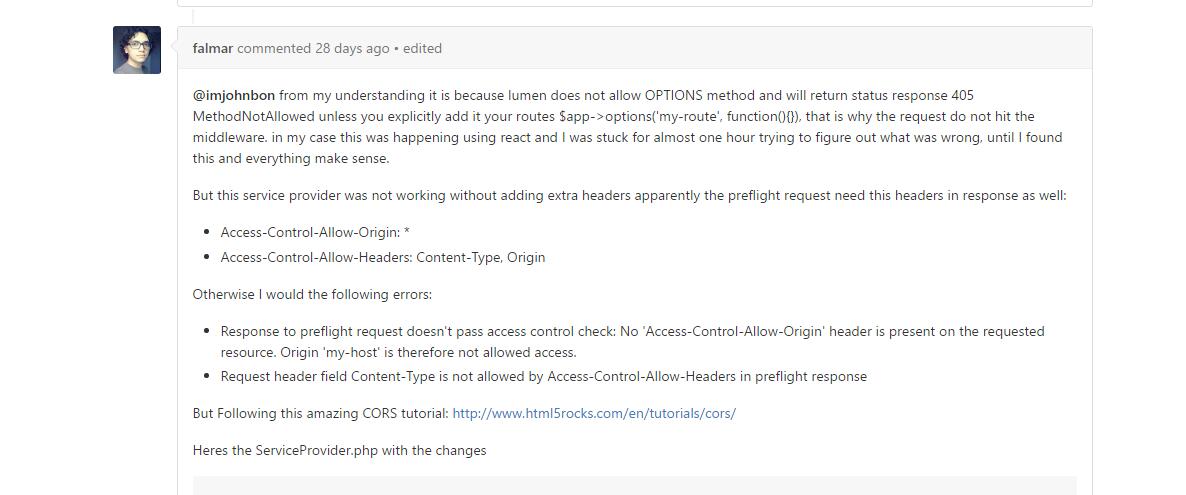 falmar commented 28 days ago • edited
@imjohnbon from my understanding it is because lumen does not allow OPTIONS method and will return status response 405
MethodNotAllowed unless you explicitly add it your routes $app->options('my-route', function(){}), that is why the request do not hit the
middleware. in my case this was happening using react and I was stuck for almost one hour trying to figure out what was wrong, until I found
this and everything make sense.
But this service provider was not working without adding extra headers apparently the preflight request need this headers in response as well:
• Access-Control-Allow-Origin: *
• Access-Control-Allow-Headers: Content-Type, Origin
Otherwise I would the following errors:
• Response to preflight request doesn't pass access control check: No 'Access-Control-Allow-Origin' header is present on the requested
resource. Origin 'my-host' is therefore not allowed access.
• Request header field Content-Type is not allowed by Access-Control-Allow-Headers in preflight response
But Following this amazing CORS tutorial: http://www.html5rocks.com/en/tutorials/cors/
Heres the ServiceProvider.php with the changes